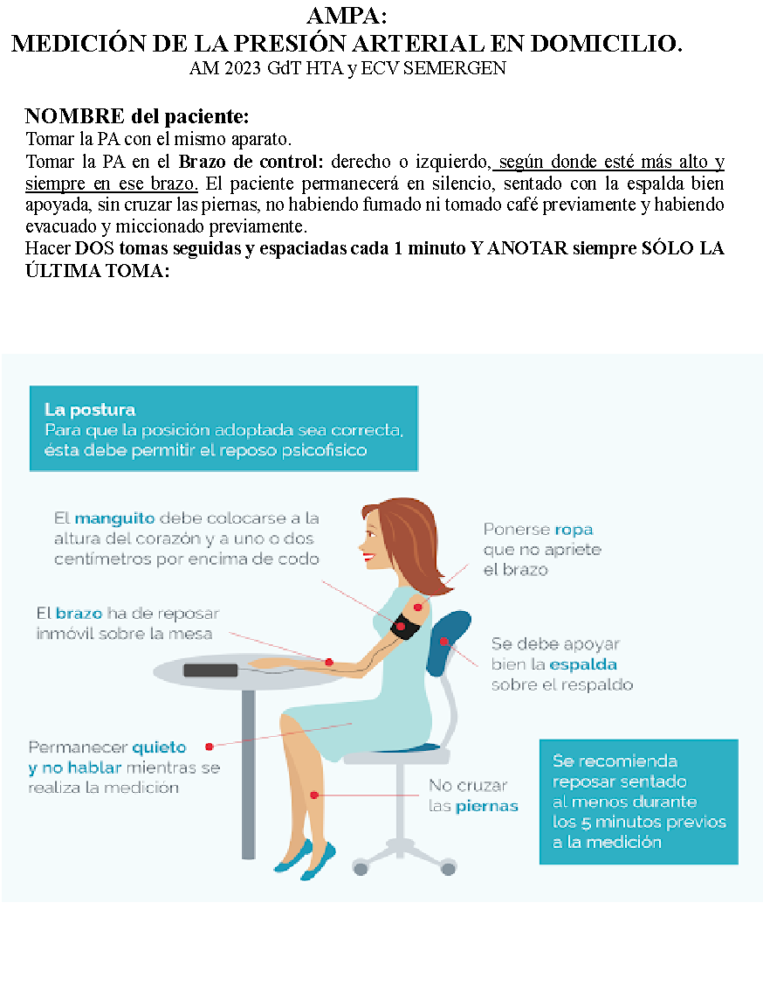 AMPA:
MEDICIÓN DE LA PRESIÓN ARTERIAL EN DOMICILIO.
AM 2023 GdT HTA y ECV SEMERGEN
NOMBRE del paciente:
Tomar la PA con el mismo aparato.
Tomar la PA en el Brazo de control: derecho o izquierdo, según donde esté más alto y
siempre en ese brazo. El paciente permanecerá en silencio, sentado con la espalda bien
apoyada, sin cruzar las piernas, no habiendo fumado ni tomado café previamente y habiendo
evacuado y miccionado previamente.
Hacer DOS tomas seguidas y espaciadas cada 1 minuto Y ANOTAR siempre SÓLO LA
ÚLTIMA TOMA:
La postura
Para que la posición adoptada sea correcta,
ésta debe permitir el reposo psicofisíco
El manguito debe colocarse a la
altura del corazón y a uno o dos
centímetros por encima de codo
Ponerse ropa
que no apriete
el brazo
El brazo ha de reposar
inmóvil sobre la mesa
Se debe apoyar
bien la espalda
sobre el respaldo
Permanecer quieto
y no hablar mientras se
realiza la medición
No cruzar
las piernas
Se recomienda
reposar sentado
al menos durante
los 5 minutos previos
a la medición